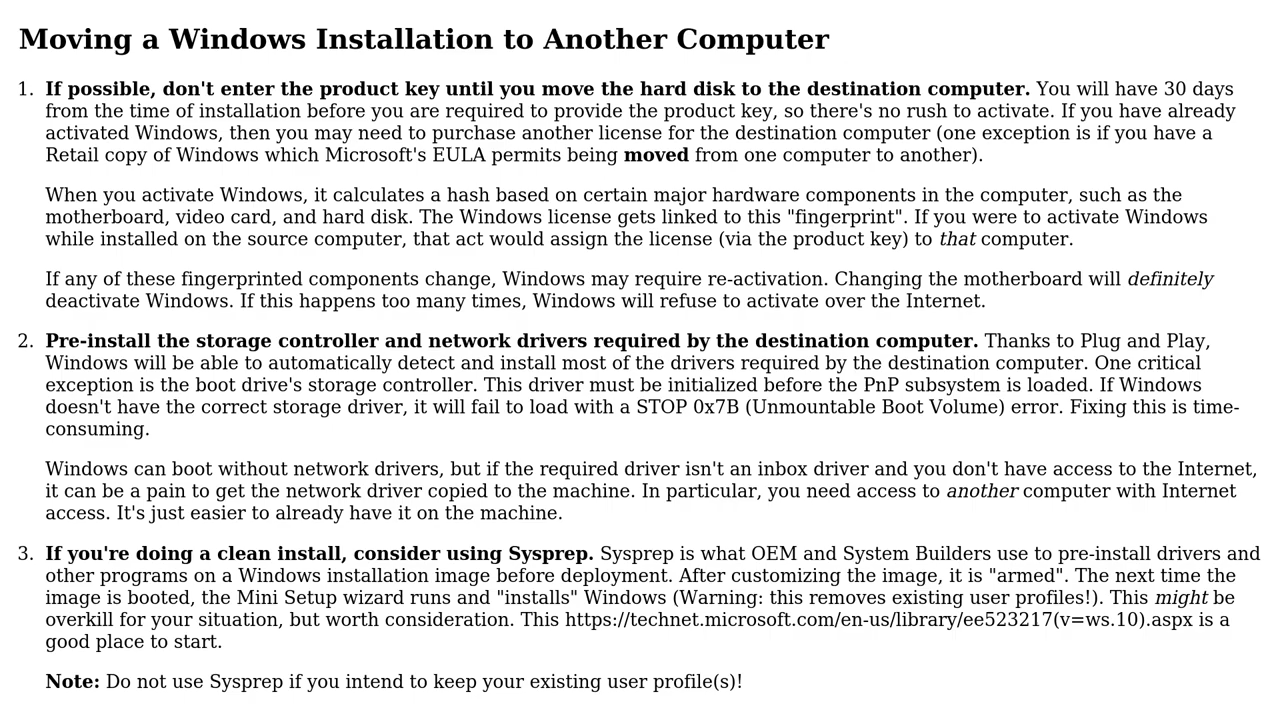 Moving a Windows Installation to Another Computer
1. If possible, don't enter the product key until you move the hard disk to the destination computer. You will have 30 days
from the time of installation before you are required to provide the product key, so there's no rush to activate. If you have already
activated Windows, then you may need to purchase another license for the destination computer (one exception is if you have a
Retail copy of Windows which Microsoft's EULA permits being moved from one computer to another).
When you activate Windows, it calculates a hash based on certain major hardware components in the computer, such as the
motherboard, video card, and hard disk. The Windows license gets linked to this "fingerprint". If you were to activate Windows
while installed on the source computer, that act would assign the license (via the product key) to that computer.
If any of these fingerprinted components change, Windows may require re-activation. Changing the motherboard will definitely
deactivate Windows. If this happens too many times, Windows will refuse to activate over the Internet.
2. Pre-install the storage controller and network drivers required by the destination computer. Thanks to Plug and Play,
Windows will be able to automatically detect and install most of the drivers required by the destination computer. One critical
exception is the boot drive's storage controller. This driver must be initialized before the PnP subsystem is loaded. If Windows
doesn't have the correct storage driver, it will fail to load with a STOP 0x7B (Unmountable Boot Volume) error. Fixing this is time-
consuming.
Windows can boot without network drivers, but if the required driver isn't an inbox driver and you don't have access to the Internet,
it can be a pain to get the network driver copied to the machine. In particular, you need access to another computer with Internet
access. It's just easier to already have it on the machine.
3. If you're doing a clean install, consider using Sysprep. Sysprep is what OEM and System Builders use to pre-install drivers and
other programs on a Windows installation image before deployment. After customizing the image, it is "armed". The next time the
image is booted, the Mini Setup wizard runs and "installs" Windows (Warning: this removes existing user profiles!). This might be
overkill for your situation, but worth consideration. This https://technet.microsoft.com/en-us/library/ee523217(v=ws.10).aspx is a
good place to start.
Note: Do not use Sysprep if you intend to keep your existing user profile(s)!